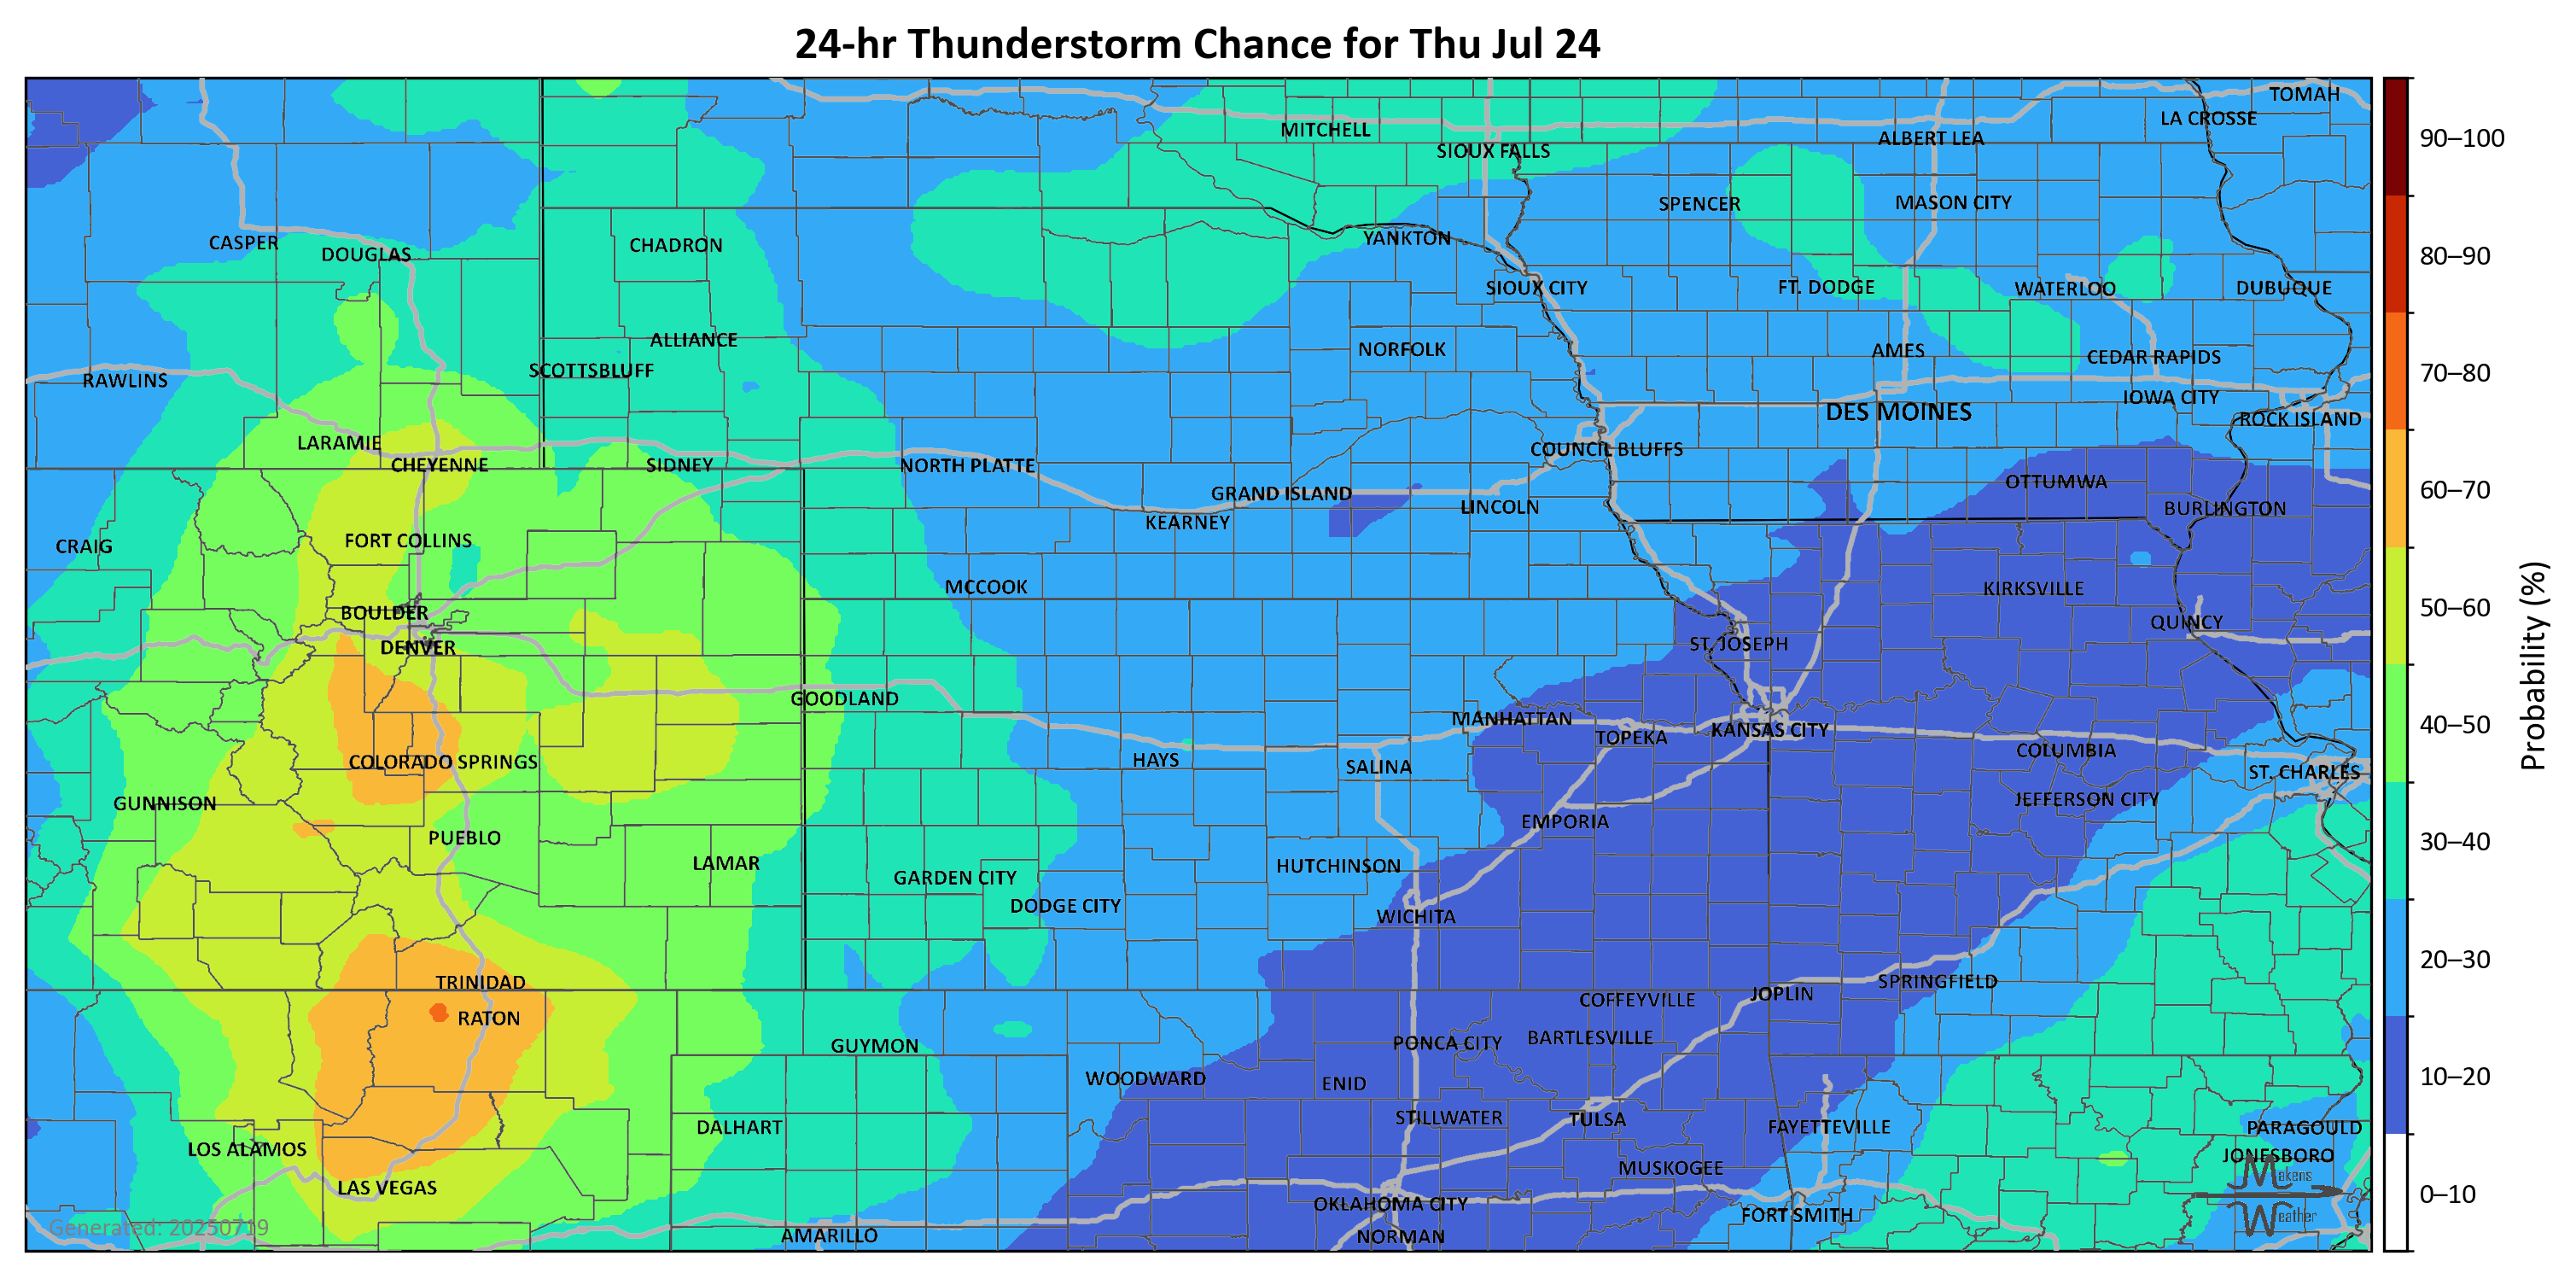 24-hr Thunderstorm Chance for Thu Jul 24
TOMAH
LA CROSSE
MITCHELL
ALBERT LEA
90–100
SIOUX FALLS
SPENCER
MASON CITY
YANKTON
CASPER
DOUGLAS
CHADRON
80–90
SIOUX CITY
FT. DODGE
WATERLOO
DUBUQUE
ALLIANCE
NORFOLK
AMES
CEDAR RAPIDS
SCOTTSBLUFF
70–80
RAWLINS
IOWA CITY
DES MOINES
ROCK ISLAND
LARAMIE
COUNCIL BLUFFS
CHEYENNE
SIDNEY
NORTH PLATTE
OTTUMWA
60–70
GRAND ISLAND
LINCOLN
BURLINGTON
KEARNEY
CRAIG
FORT COLLINS
MCCOOK
KIRKSVILLE
50–60
BOULDER
QUINCY
DENVER
ST. JOSEPH
Probability (%)
GOODLAND
MANHATTAN
40–50
KANSAS CITY
TOPEKA
COLUMBIA
COLORADO SPRINGS
HAYS
SALINA
ST. CHARLES
GUNNISON
JEFFERSON CITY
EMPORIA
PUEBLO
30–40
LAMAR
HUTCHINSON
GARDEN CITY
DODGE CITY
WICHITA
20–30
TRINIDAD
SPRINGFIELD
JOPLIN
COFFEYVILLE
RATON
BARTLESVILLE
GUYMON
PONCA CITY
WOODWARD
ENID
10–20
STILLWATER
TULSA
DALHART
FAYETTEVILLE
PARAGOULD
LOS ALAMOS
JONESBORO
MUSKOGEE
Makens
LAS VEGAS
0–10
OKLAHOMA CITY
FORT SMITH
Weather
Generated: 20250719
AMARILLO
NORMAN